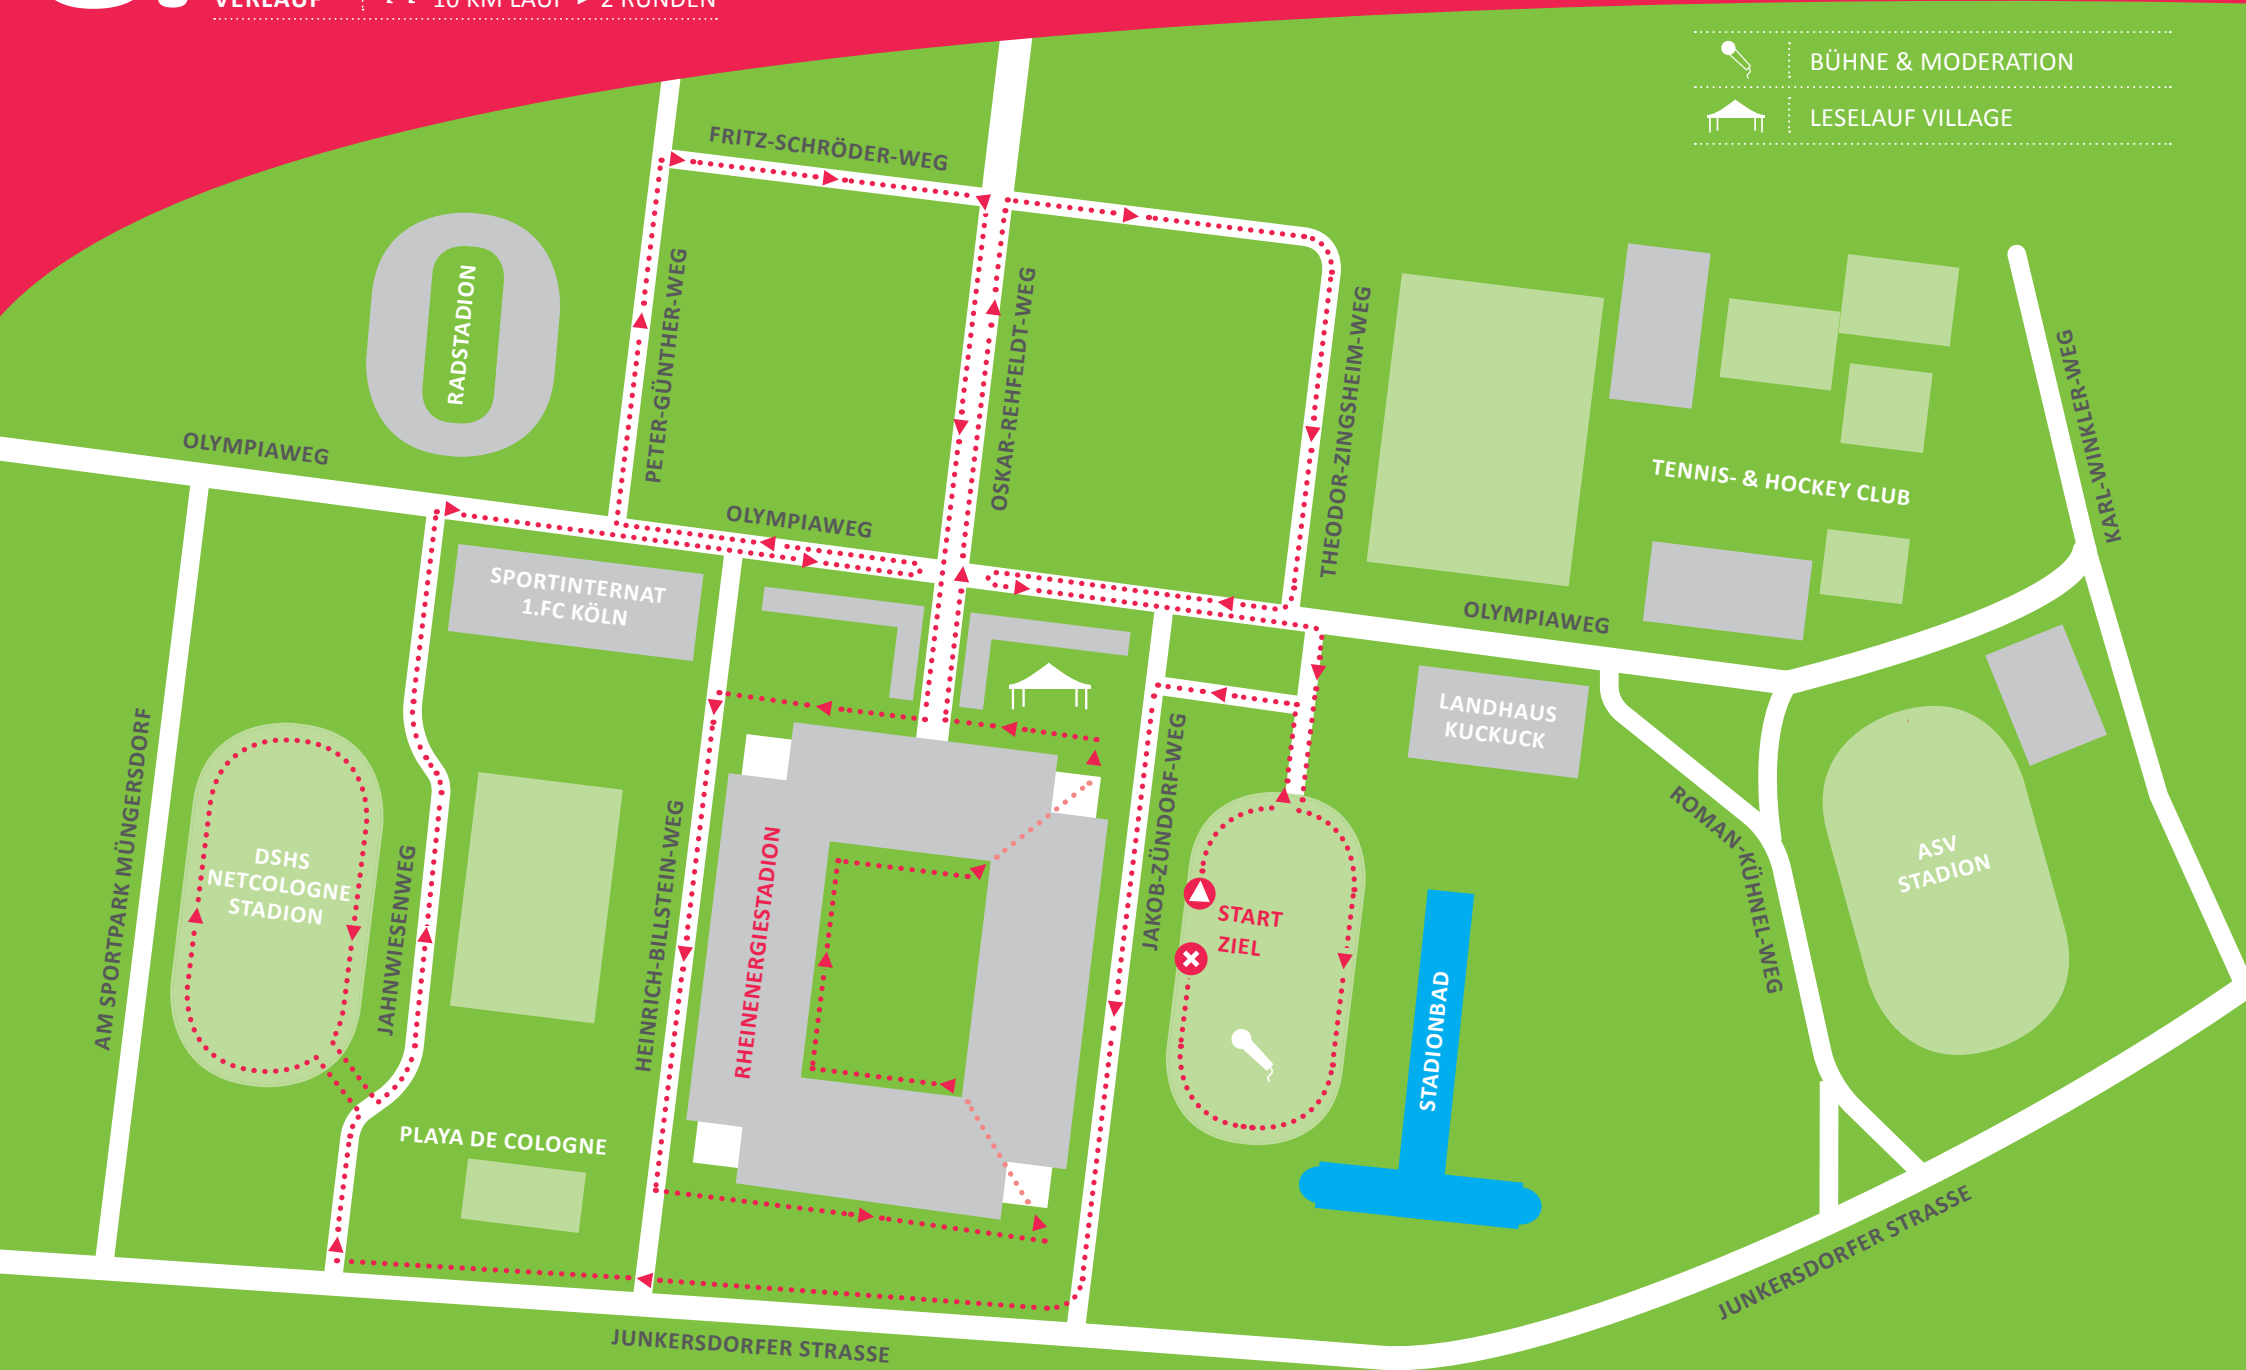 VERLAUF
10 KM LAUF ▸ 2 RUNDEN
BÜHNE & MODERATION
LESELAUF VILLAGE
FRITZ-SCHRÖDER-WEG
RADSTADION
PETER-GÜNTHER-WEG
OSKAR-REHFELDT-WEG
THEODOR-ZINGSHEIM-WEG
KARL-WINKLER-WEG
OLYMPIAWEG
OLYMPIAWEG
TENNIS- & HOCKEY CLUB
SPORTINTERNAT
1.FC KÖLN
OLYMPIAWEG
LANDHAUS
KUCKUCK
AM SPORTPARK MÜNGERSDORF
JAHNWIESENWEG
HEINRICH-BILLSTEIN-WEG
RHEINENERGIESTADION
JAKOB-ZÜNDORF-WEG
ROMAN-KÜHNEL-WEG
DSHS
NETCOLOGNE
STADION
START
ZIEL
STADIONBAD
ASV
STADION
PLAYA DE COLOGNE
JUNKERSDORFER STRASSE
JUNKERSDORFER STRASSE